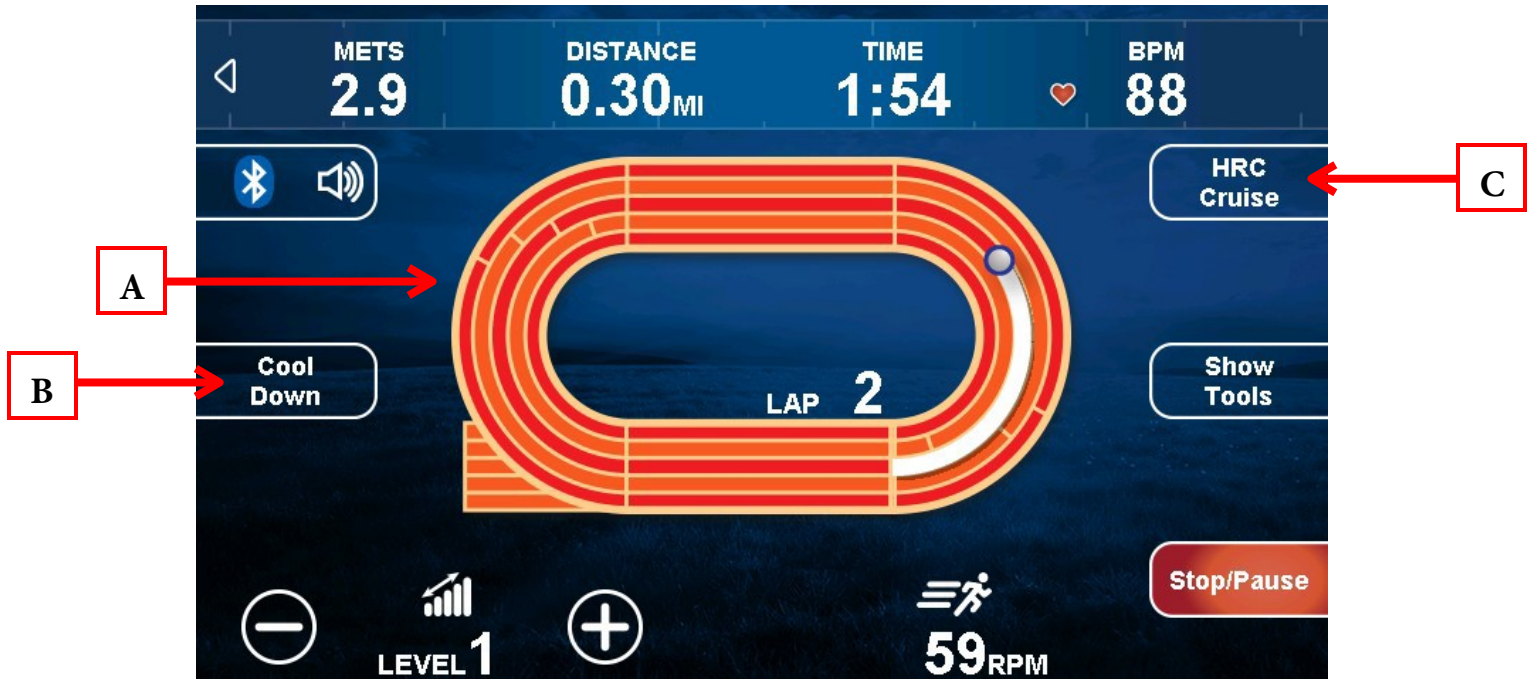 METS
2.9
DISTANCE
0.30MI
TIME
1:54
BPM
88
HRC
Cruise
C
A
B
Cool
Down
LAP 2
Show
Tools
Stop/Pause
LEVEL 1
59RPM